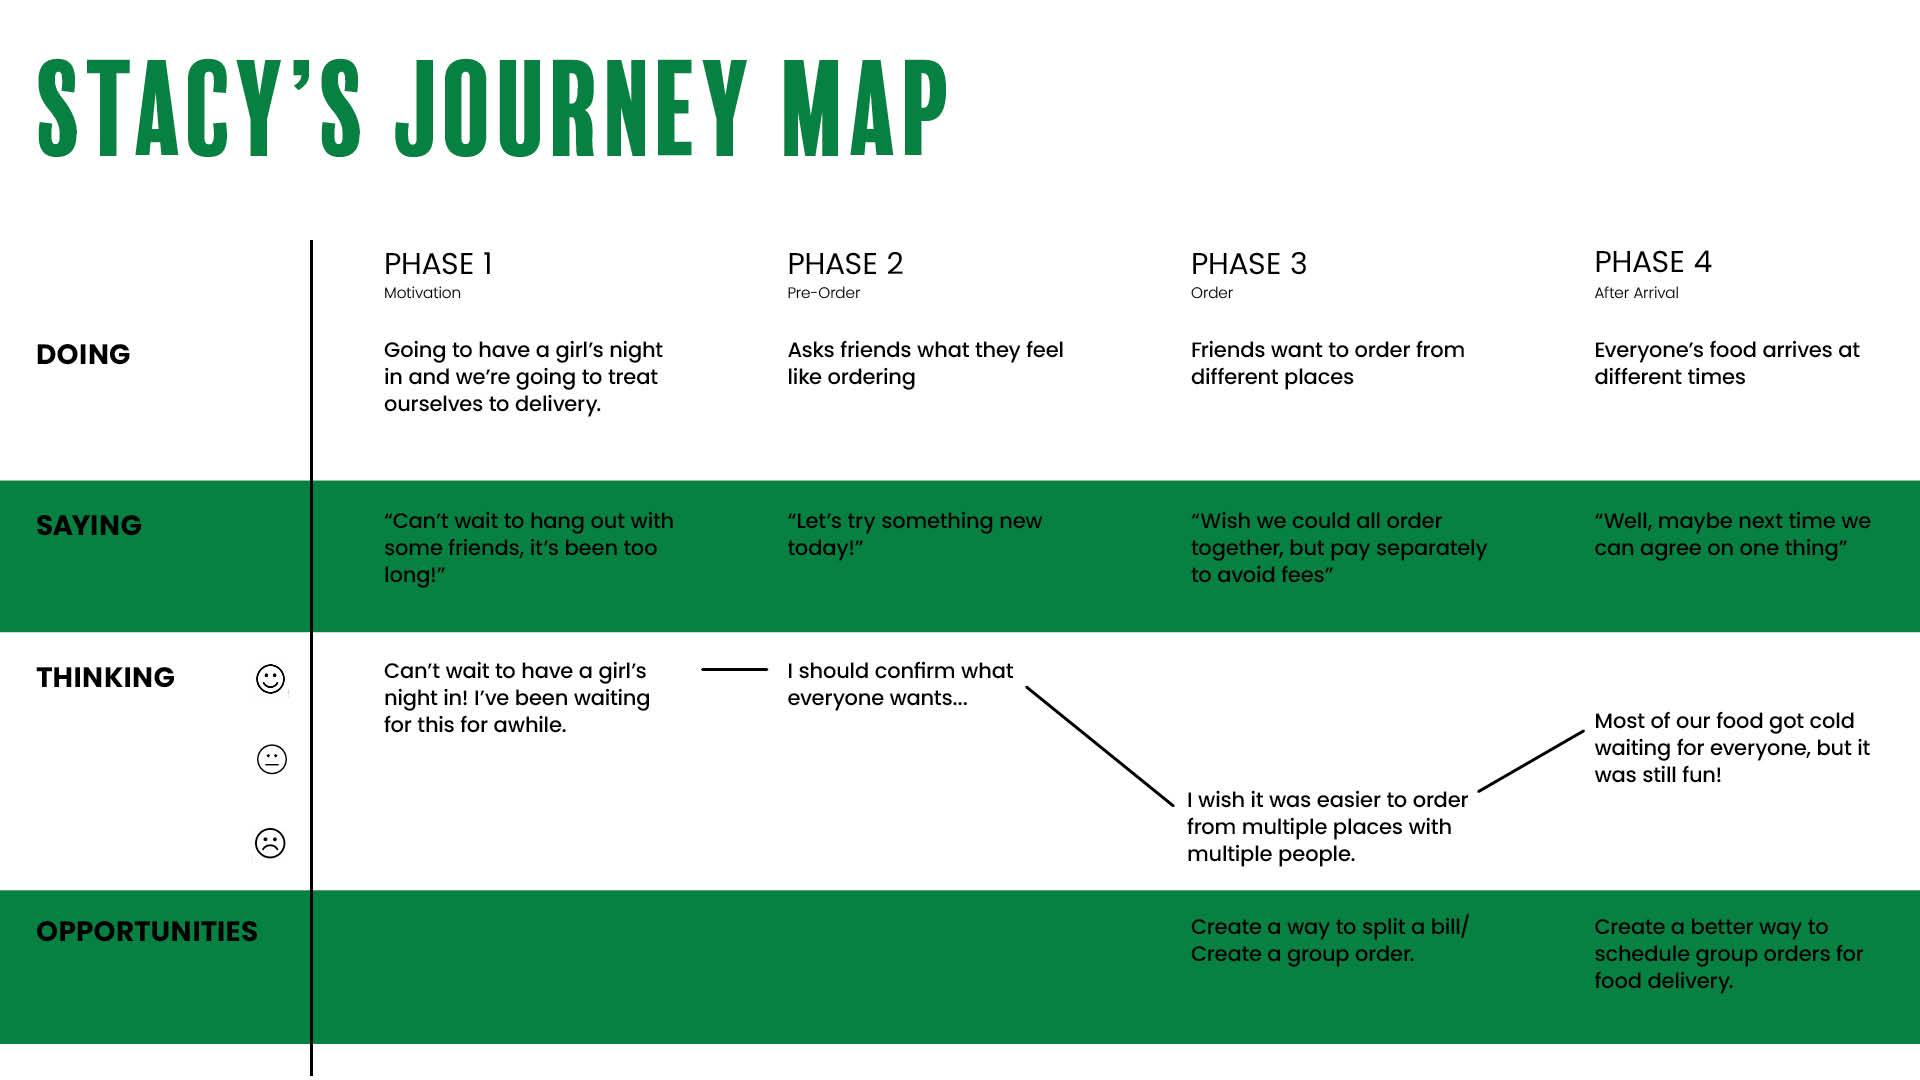 STACY’S JOURNEY MAP
PHASE 1
Motivation
PHASE 2
Pre-Order
PHASE 3
Order
PHASE 4
After Arrival
DOING
Going to have a girl’s night
in and we’re going to treat
ourselves to delivery.
Asks friends what they feel
like ordering
Friends want to order from
different places
Everyone’s food arrives at
different times
SAYING
“Can’t wait to hang out with
some friends, it’s been too
long!”
“Let’s try something new
today!”
“Wish we could all order
together, but pay separately
to avoid fees”
“Well, maybe next time we
can agree on one thing”
THINKING
Can’t wait to have a girl’s
night in! I’ve been waiting
for this for awhile.
I should confirm what
everyone wants...
I wish it was easier to order
from multiple places with
multiple people.
Most of our food got cold
waiting for everyone, but it
was still fun!
OPPORTUNITIES
Create a way to split a bill/
Create a group order.
Create a better way to
schedule group orders for
food delivery.